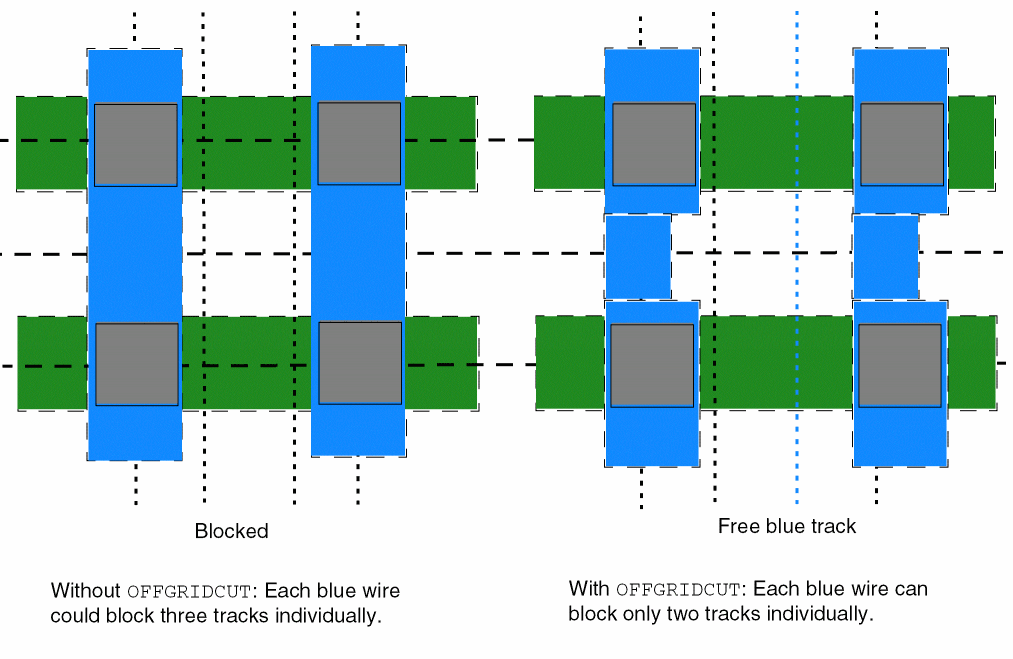 Blocked
Free blue track
Without OFFGRIDCUT: Each blue wire
could block three tracks individually.
With OFFGRIDCUT: Each blue wire can
block only two tracks individually.